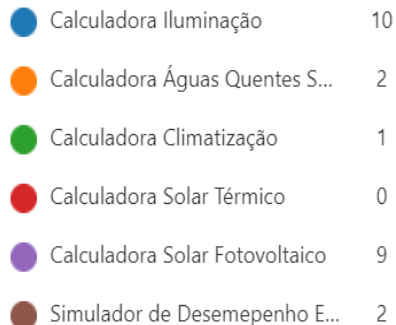 Calculadora Iluminação 10
Calculadora Águas Quentes S... 2
Calculadora Climatização 1
Calculadora Solar Térmico 0
Calculadora Solar Fotovoltaico 9
Simulador de Desemepenho E... 2